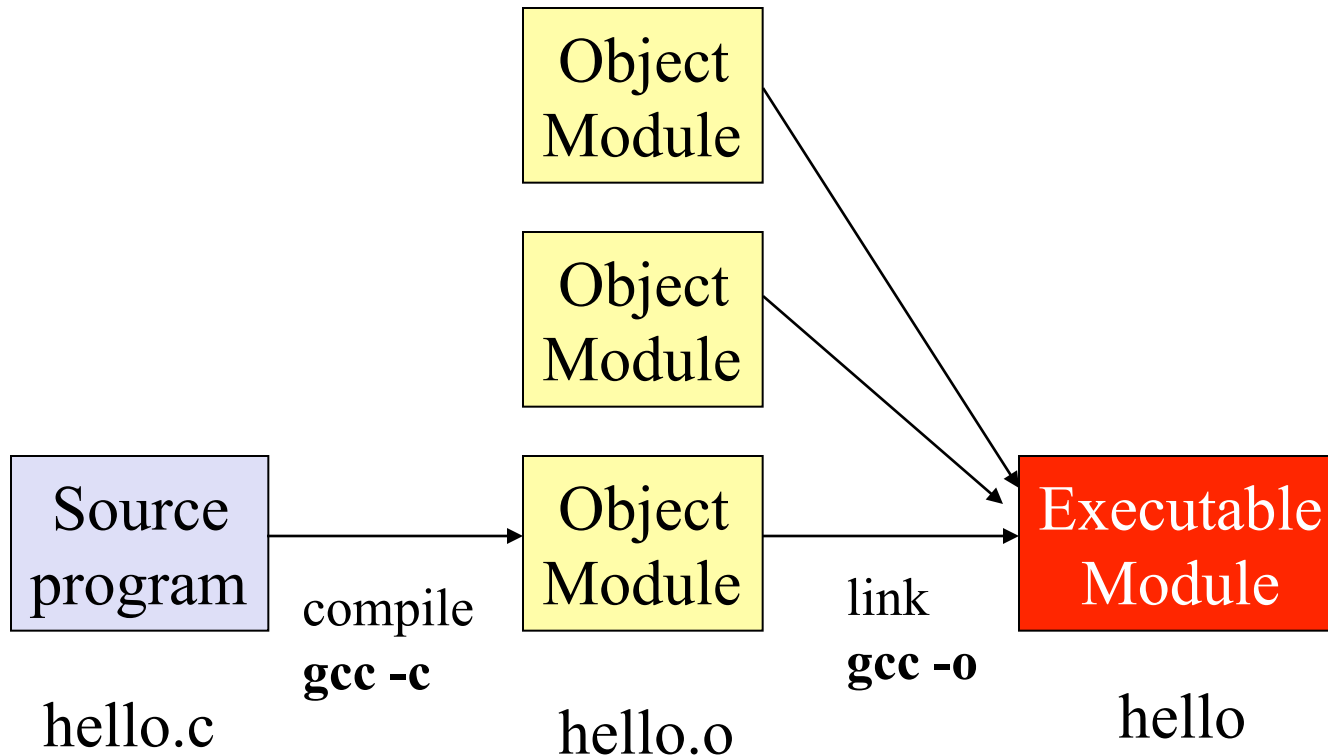 Object
Module
Object
Module
Source
program
compile
gcc -c
Object
Module
link
gcc -o
Executable
Module
hello.c
hello.o
hello